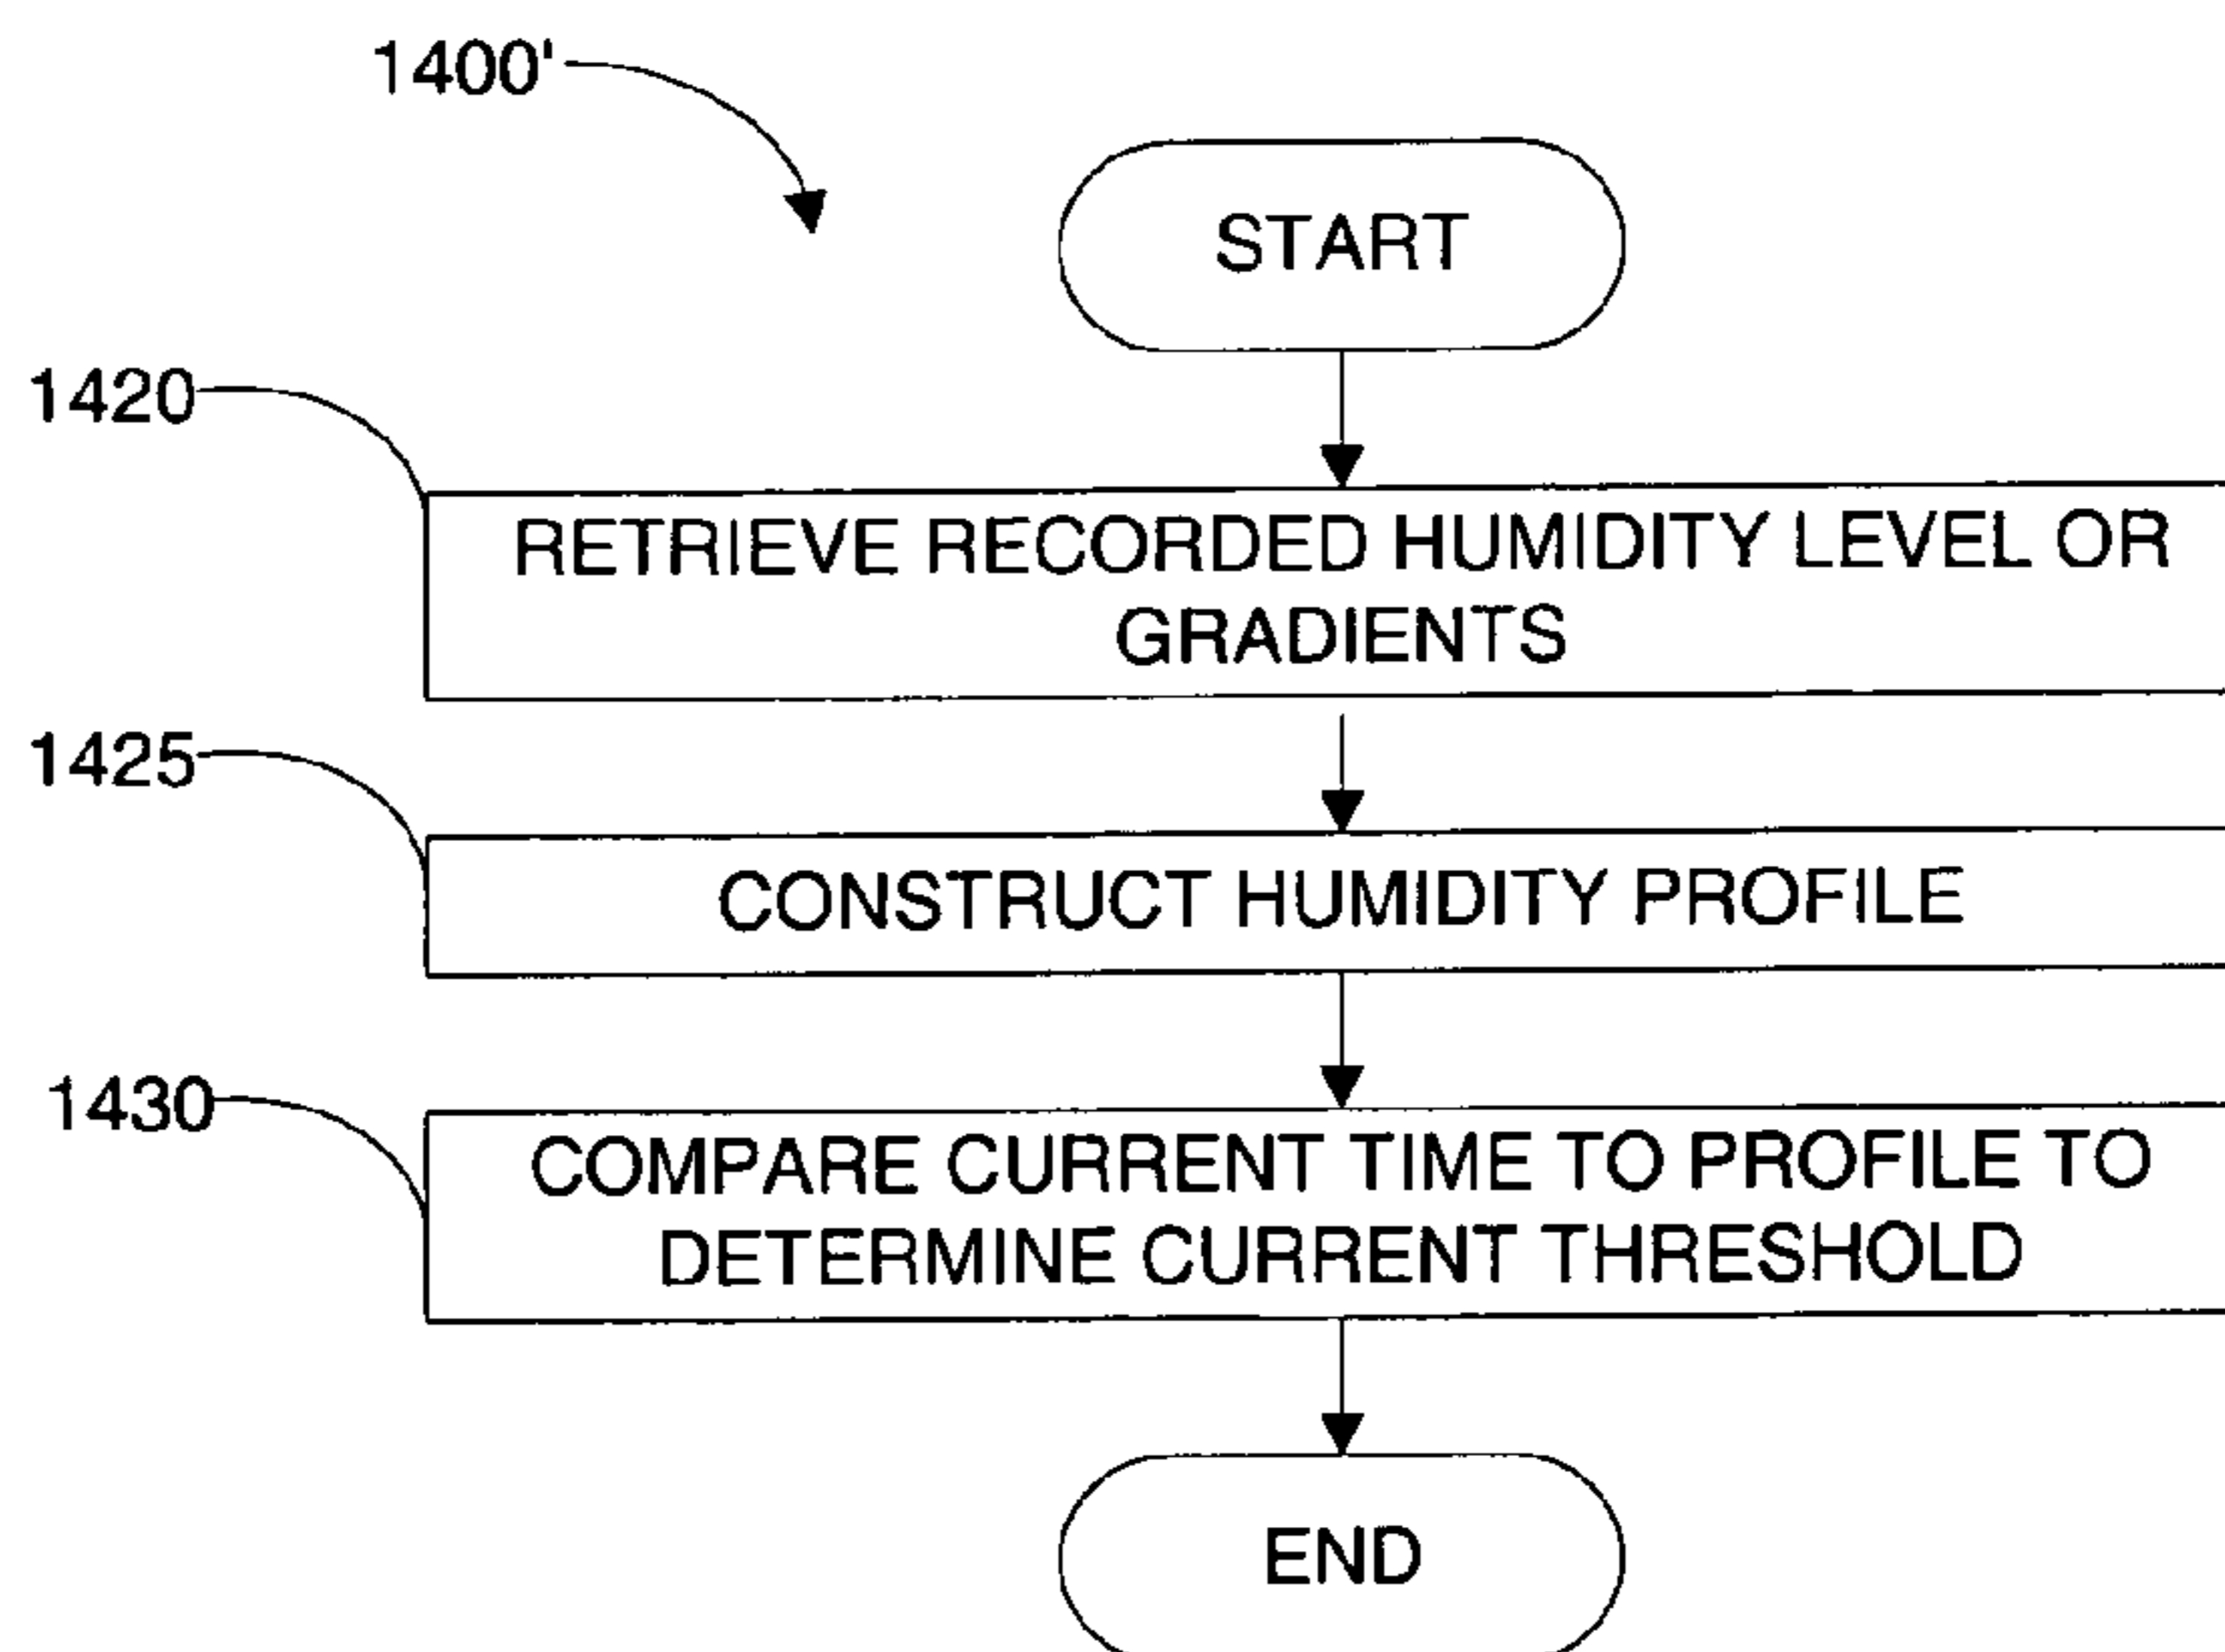 1400'
START
1420
RETRIEVE RECORDED HUMIDITY LEVEL OR
GRADIENTS
1425
CONSTRUCT HUMIDITY PROFILE
1430
COMPARE CURRENT TIME TO PROFILE TO
DETERMINE CURRENT THRESHOLD
END